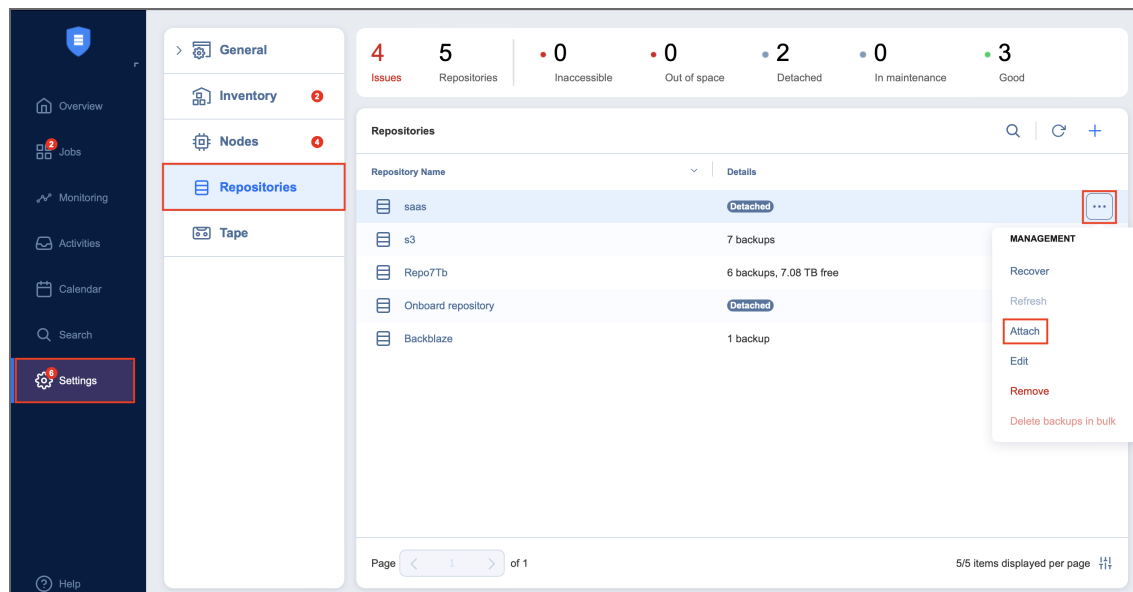 Overview
2
Jobs
Monitoring
Activities
Calendar
Search
6
Settings
Help
General
Inventory 2
Nodes 4
Repositories
Tape
4 5 0 0 2 0 3
Issues Repositories Inaccessible Out of space Detached In maintenance Good
Repositories
Repository Name Details
saas Detached ...
s3 7 backups
Repo7Tb 6 backups, 7.08 TB free
Onboard repository Detached
Backblaze 1 backup
MANAGEMENT
Recover
Refresh
Attach
Edit
Remove
Delete backups in bulk
Page 1 of 1 5/5 items displayed per page